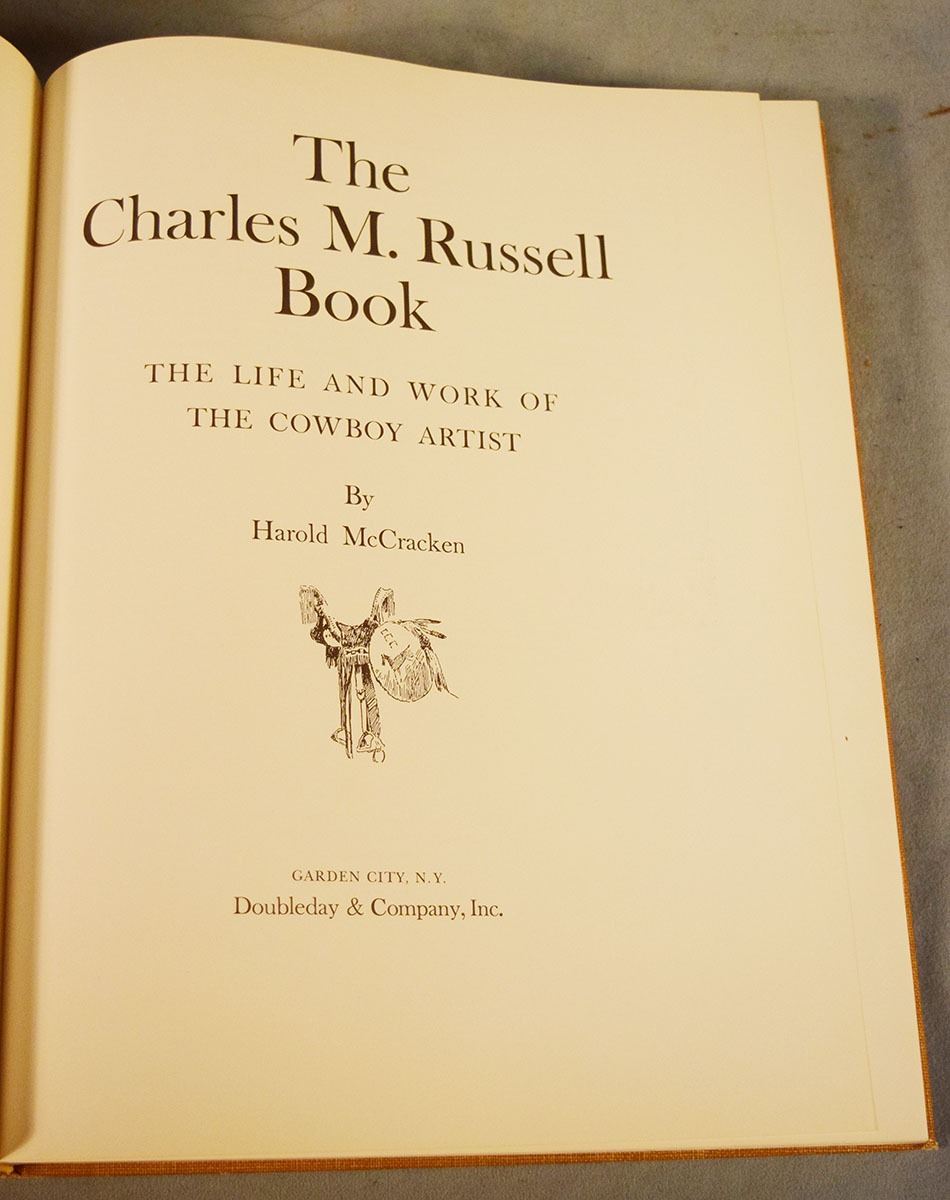 The
Charles M. Russell
Book
THE LIFE AND WORK OF
THE COWBOY ARTIST
By
Harold McCracken
GARDEN CITY, N.Y.
Doubleday & Company, Inc.